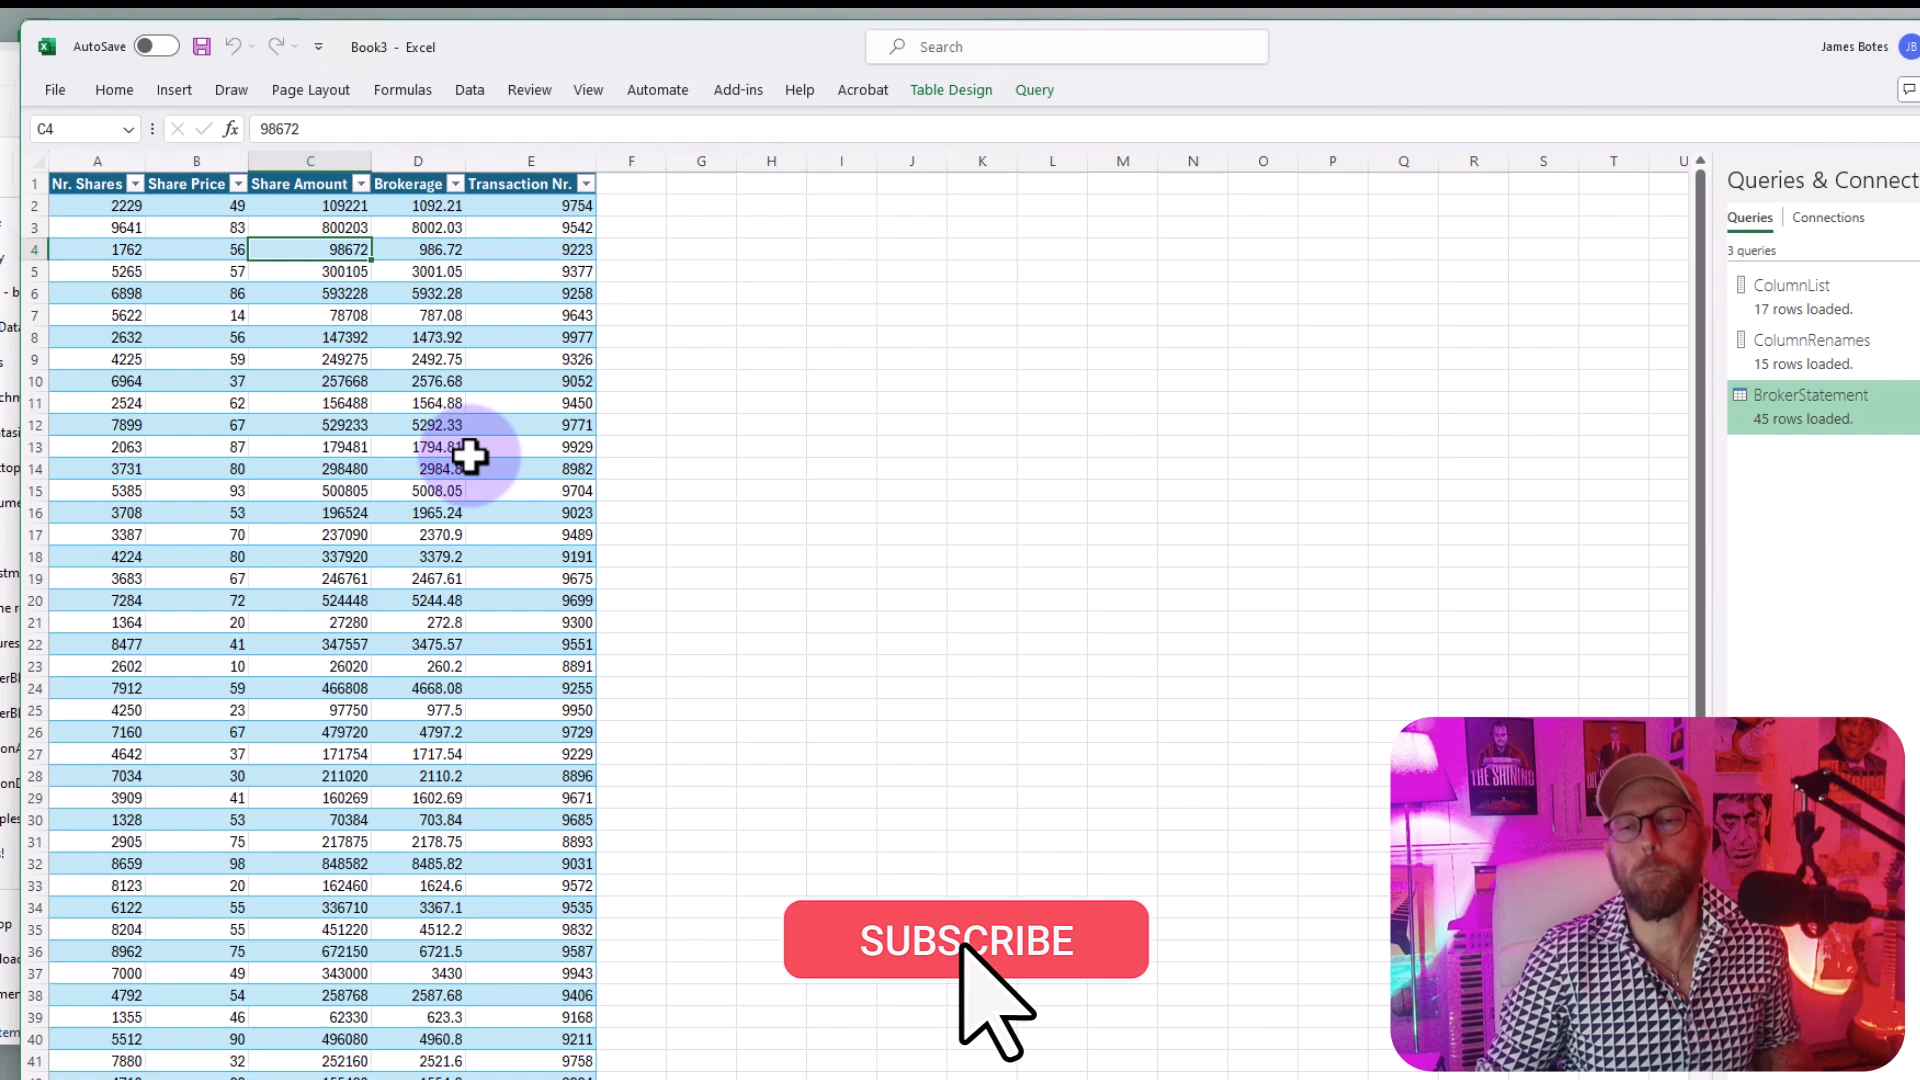 AutoSave
Book3 - Excel
Search
James Botes
JB
File Home Insert Draw Page Layout Formulas Data Review View Automate Add-ins Help Acrobat Table Design Query
C4
fx
98672
A B C D E F G H I J K L M N O P Q R S T U
1 Nr. Shares Share Price Share Amount Brokerage Transaction Nr.
2 2229 49 109221 1092.21 9754
3 9641 83 800203 8002.03 9542
4 1762 56 98672 986.72 9223
5 5265 57 300105 3001.05 9377
6 6898 86 593228 5932.28 9258
7 5622 14 78708 787.08 9643
8 2632 56 147392 1473.92 9977
9 4225 59 249275 2492.75 9326
10 6964 37 257668 2576.68 9052
11 2524 62 156488 1564.88 9450
12 7899 67 529233 5292.33 9771
13 2063 87 179481 1794.81 9929
14 3731 80 298480 2984.8 8982
15 5385 93 500805 5008.05 9704
16 3708 53 196524 1965.24 9023
17 3387 70 237090 2370.9 9489
18 4224 80 337920 3379.2 9191
19 3683 67 246761 2467.61 9675
20 7284 72 524448 5244.48 9699
21 1364 20 27280 272.8 9300
22 8477 41 347557 3475.57 9551
23 2602 10 26020 260.2 8891
24 7912 59 466808 4668.08 9255
25 4250 23 97750 977.5 9950
26 7160 67 479720 4797.2 9729
27 4642 37 171754 1717.54 9229
28 7034 30 211020 2110.2 8896
29 3909 41 160269 1602.69 9671
30 1328 53 70384 703.84 9685
31 2905 75 217875 2178.75 8893
32 8659 98 848582 8485.82 9031
33 8123 20 162460 1624.6 9572
34 6122 55 336710 3367.1 9535
35 8204 55 451220 4512.2 9832
36 8962 75 672150 6721.5 9587
37 7000 49 343000 3430 9943
38 4792 54 258768 2587.68 9406
39 1355 46 62330 623.3 9168
40 5512 90 496080 4960.8 9211
41 7880 32 252160 2521.6 9758
Queries & Connect
Queries Connections
3 queries
ColumnList
17 rows loaded.
ColumnRenames
15 rows loaded.
BrokerStatement
45 rows loaded.
THE SHINING
SUBSCRIBE